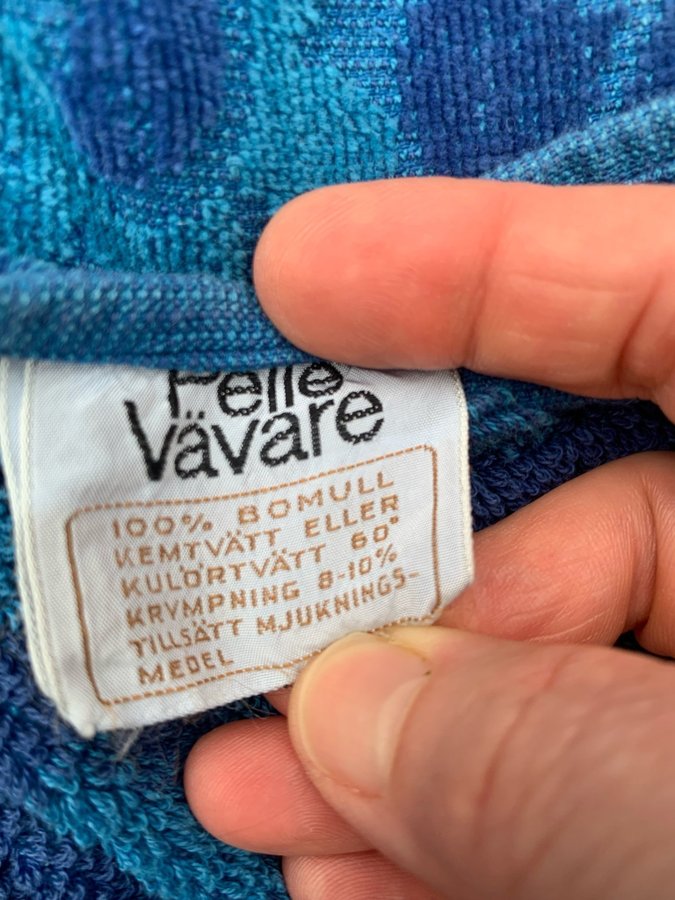 Pelle
Vävare
100% BOMULL
KEMTVÄTT ELLER
KULÖRTVÄTT 60°
KRYMPNING 8-10%
TILLSÄTT MJUKNINGS-
MEDEL